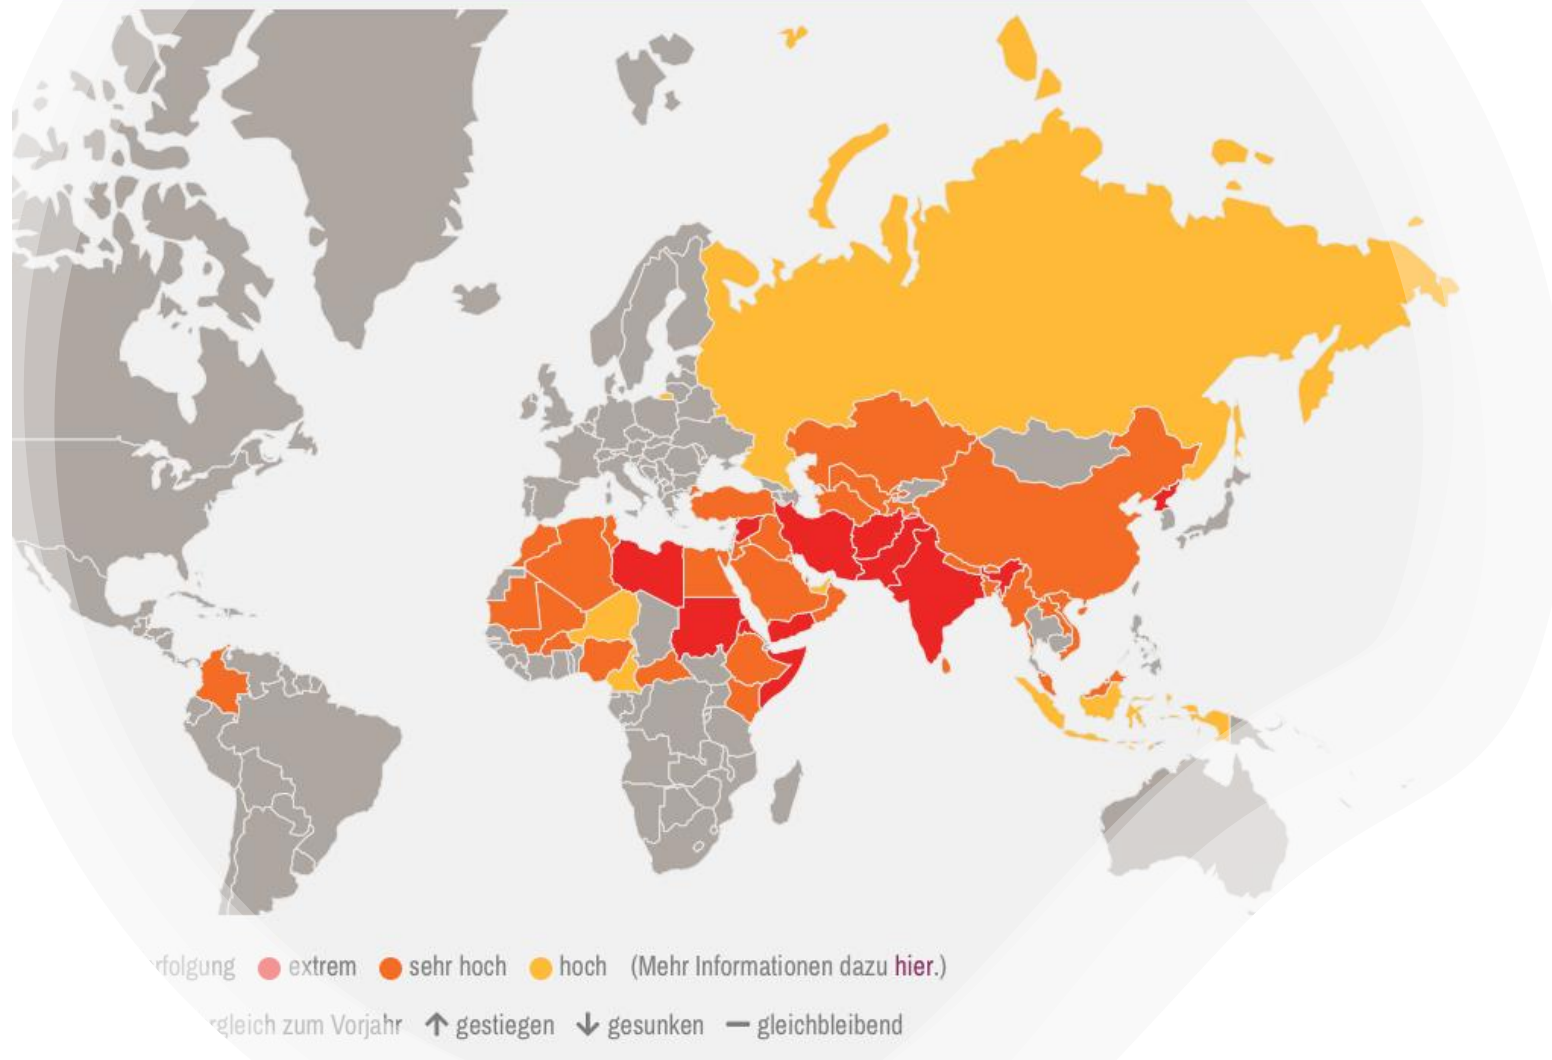 rfolgung extrem sehr hoch hoch (Mehr Informationen dazu hier.)
rgleich zum Vorjahr gestiegen gesunken gleichbleibend